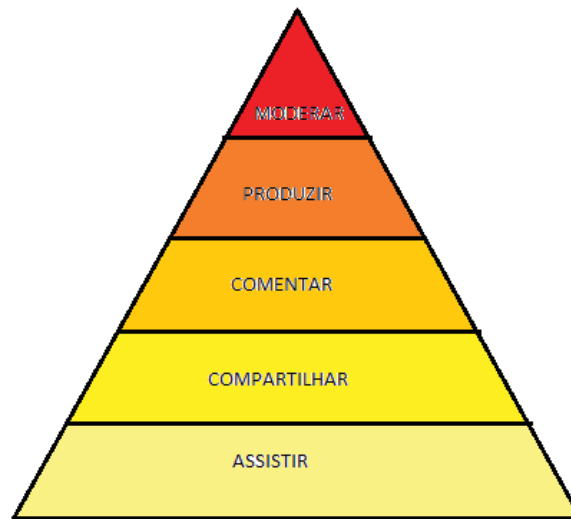 MODERAR
PRODUZIR
COMENTAR
COMPARTILHAR
ASSISTIR